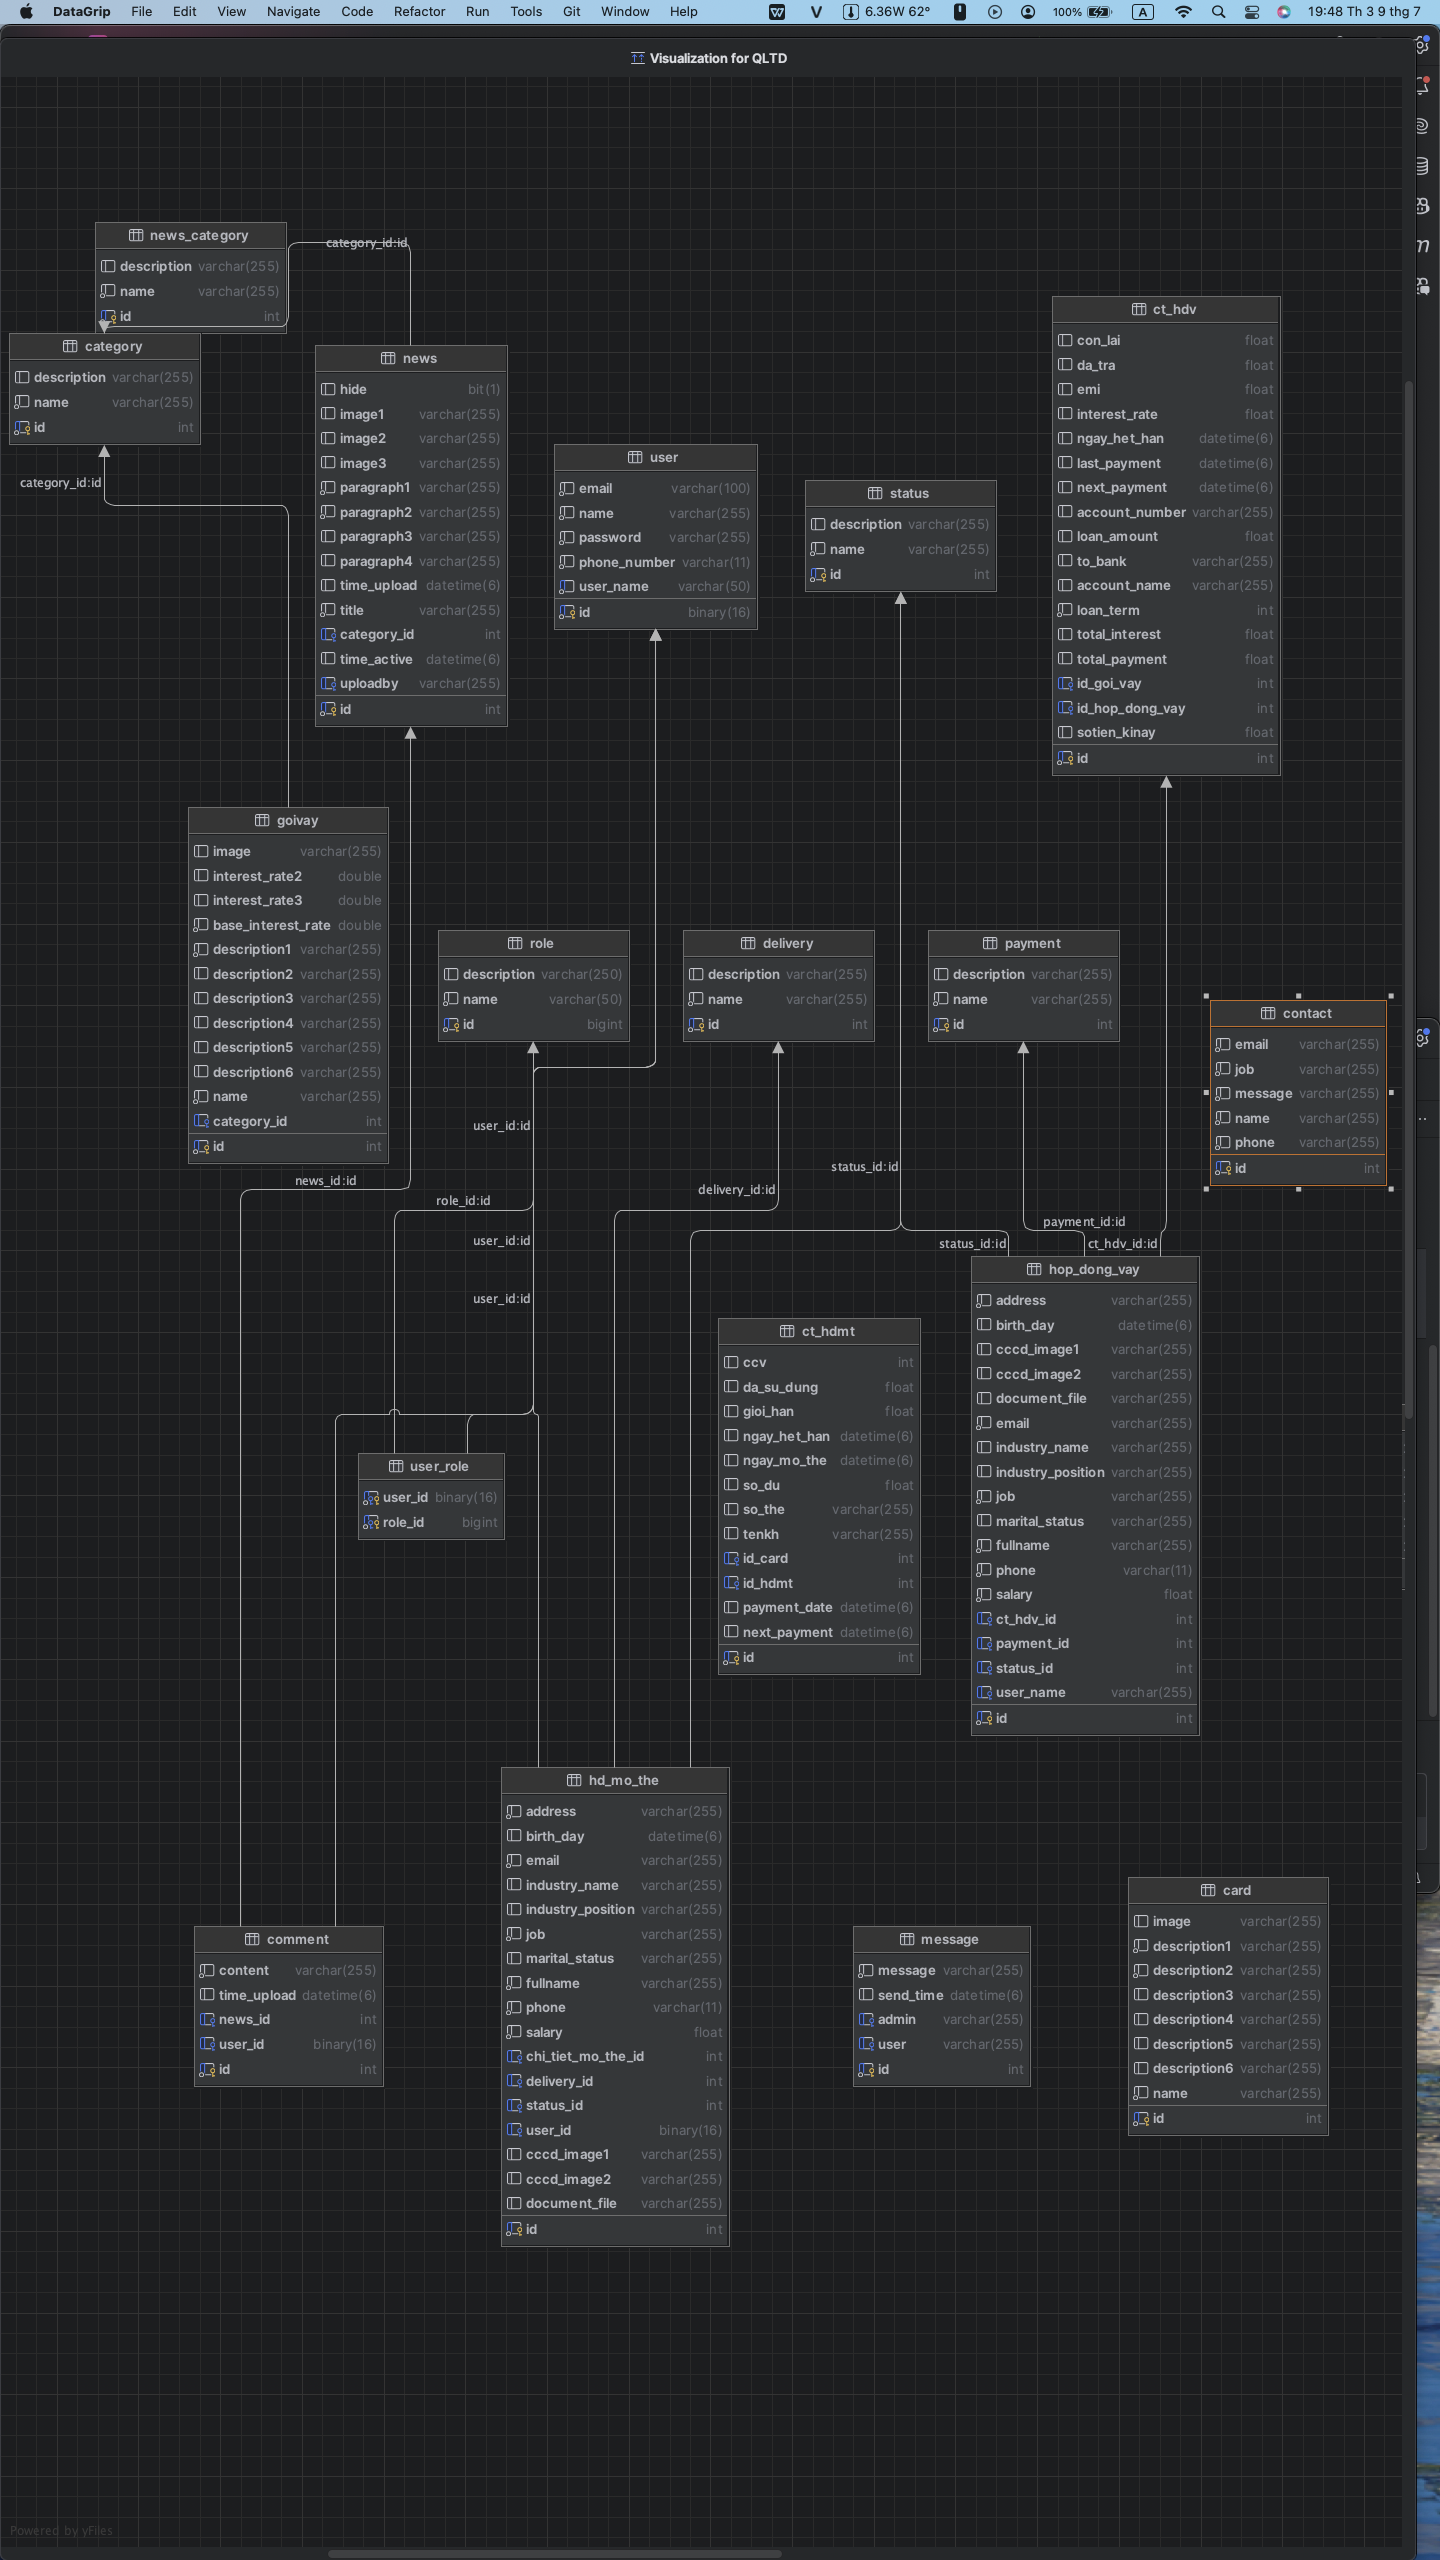 DataGrip File Edit View Navigate Code Refactor Run Tools Git Window Help 6.36W 62° 100% A 19:48 Th 3 9 thg 7
Visualization for QLTD
news_category
description varchar(255)
name varchar(255)
id int
category_id:id
category
description varchar(255)
name varchar(255)
id int
category_id:id
news
hide bit(1)
image1 varchar(255)
image2 varchar(255)
image3 varchar(255)
paragraph1 varchar(255)
paragraph2 varchar(255)
paragraph3 varchar(255)
paragraph4 varchar(255)
time_upload datetime(6)
title varchar(255)
category_id int
time_active datetime(6)
uploadby varchar(255)
id int
user
email varchar(100)
name varchar(255)
password varchar(255)
phone_number varchar(11)
user_name varchar(50)
id binary(16)
status
description varchar(255)
name varchar(255)
id int
ct_hdv
con_lai float
da_tra float
emi float
interest_rate float
ngay_het_han datetime(6)
last_payment datetime(6)
next_payment datetime(6)
account_number varchar(255)
loan_amount float
to_bank varchar(255)
account_name varchar(255)
loan_term int
total_interest float
total_payment float
id_goi_vay int
id_hop_dong_vay int
sotien_kinay float
id int
goivay
image varchar(255)
interest_rate2 double
interest_rate3 double
base_interest_rate double
description1 varchar(255)
description2 varchar(255)
description3 varchar(255)
description4 varchar(255)
description5 varchar(255)
description6 varchar(255)
name varchar(255)
category_id int
id int
role
description varchar(250)
name varchar(50)
id bigint
delivery
description varchar(255)
name varchar(255)
id int
payment
description varchar(255)
name varchar(255)
id int
contact
email varchar(255)
job varchar(255)
message varchar(255)
name varchar(255)
phone varchar(255)
id int
user_id:id
status_id:id
news_id:id
delivery_id:id
role_id:id
payment_id:id
user_id:id
status_id:id
ct_hdv_id:id
user_id:id
hop_dong_vay
address varchar(255)
birth_day datetime(6)
cccd_image1 varchar(255)
cccd_image2 varchar(255)
document_file varchar(255)
email varchar(255)
industry_name varchar(255)
industry_position varchar(255)
job varchar(255)
marital_status varchar(255)
fullname varchar(255)
phone varchar(11)
salary float
ct_hdv_id int
payment_id int
status_id int
user_name varchar(255)
id int
ct_hdmt
ccv int
da_su_dung float
gioi_han float
ngay_het_han datetime(6)
ngay_mo_the datetime(6)
so_du float
so_the varchar(255)
tenkh varchar(255)
id_card int
id_hdmt int
payment_date datetime(6)
next_payment datetime(6)
id int
user_role
user_id binary(16)
role_id bigint
hd_mo_the
address varchar(255)
birth_day datetime(6)
email varchar(255)
industry_name varchar(255)
industry_position varchar(255)
job varchar(255)
marital_status varchar(255)
fullname varchar(255)
phone varchar(11)
salary float
chi_tiet_mo_the_id int
delivery_id int
status_id int
user_id binary(16)
cccd_image1 varchar(255)
cccd_image2 varchar(255)
document_file varchar(255)
id int
comment
content varchar(255)
time_upload datetime(6)
news_id int
user_id binary(16)
id int
message
message varchar(255)
send_time datetime(6)
admin varchar(255)
user varchar(255)
id int
card
image varchar(255)
description1 varchar(255)
description2 varchar(255)
description3 varchar(255)
description4 varchar(255)
description5 varchar(255)
description6 varchar(255)
name varchar(255)
id int
Powered by yFiles